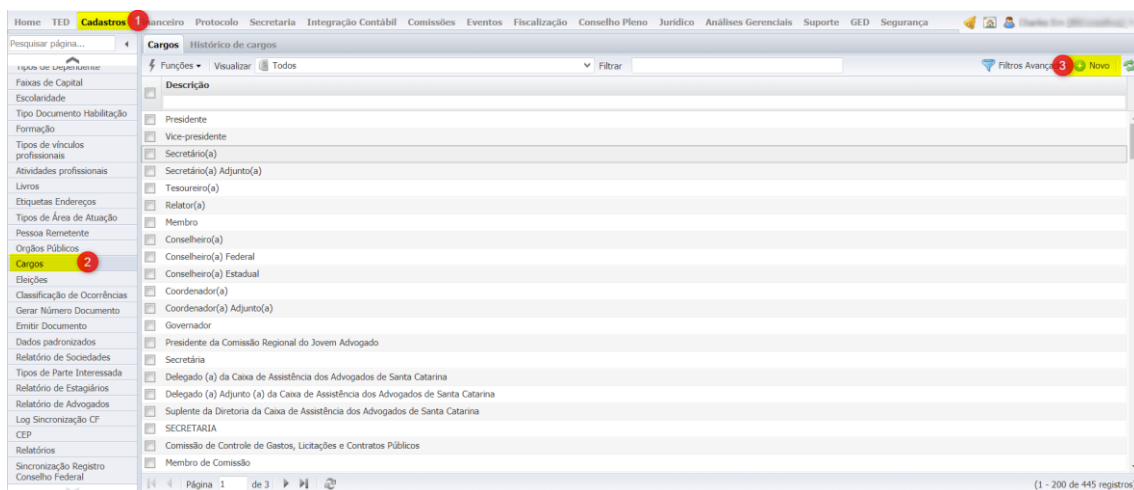 Home TED Cadastros 1 nanceiro Protocolo Secretaria Integração Contábil Comissões Eventos Fiscalização Conselho Pleno Jurídico Análises Gerenciais Suporte GED Segurança
Pesquisar página...
Cargos Histórico de cargos
Funções Visualizar Todos Filtrar Filtros Avança 3 Novo
Tipos de Dependente
Faixas de Capital
Escolaridade
Tipo Documento Habilitação
Formação
Tipos de vínculos
profissionais
Atividades profissionais
Livros
Etiquetas Endereços
Tipos de Área de Atuação
Pessoa Remetente
Orgãos Públicos
Cargos 2
Eleições
Classificação de Ocorrências
Gerar Número Documento
Emitir Documento
Dados padronizados
Relatório de Sociedades
Tipos de Parte Interessada
Relatório de Estagiários
Relatório de Advogados
Log Sincronização CF
CEP
Relatórios
Sincronização Registro
Conselho Federal
Descrição
Presidente
Vice-presidente
Secretário(a)
Secretário(a) Adjunto(a)
Tesoureiro(a)
Relator(a)
Membro
Conselheiro(a)
Conselheiro(a) Federal
Conselheiro(a) Estadual
Coordenador(a)
Coordenador(a) Adjunto(a)
Governador
Presidente da Comissão Regional do Jovem Advogado
Secretária
Delegado (a) da Caixa de Assistência dos Advogados de Santa Catarina
Delegado (a) Adjunto (a) da Caixa de Assistência dos Advogados de Santa Catarina
Suplente da Diretoria da Caixa de Assistência dos Advogados de Santa Catarina
SECRETARIA
Comissão de Controle de Gastos, Licitações e Contratos Públicos
Membro de Comissão
Página 1 de 3 (1 - 200 de 445 registros)